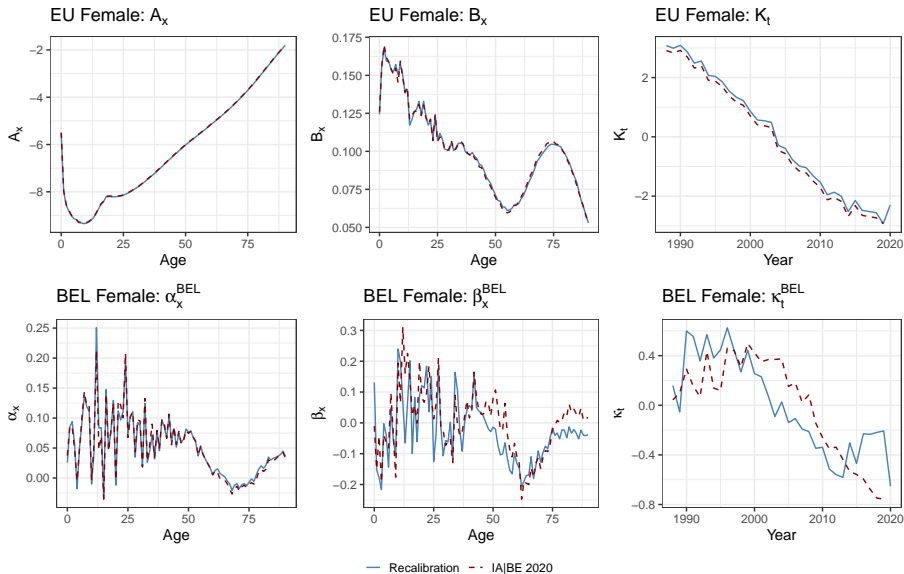 EU Female: Aₓ
EU Female: Bₓ
EU Female: Kₜ
−2
−4
−6
−8
Aₓ
0
25
50
75
Age
0.175
0.150
0.125
0.100
0.075
0.050
Bₓ
0
25
50
75
Age
2
0
−2
Kₜ
1990
2000
2010
2020
Year
BEL Female: αₓᴮᴱᴸ
BEL Female: βₓᴮᴱᴸ
BEL Female: κₜᴮᴱᴸ
0.25
0.20
0.15
0.10
0.05
0.00
αₓ
0
25
50
75
Age
0.3
0.2
0.1
0.0
−0.1
−0.2
βₓ
0
25
50
75
Age
0.4
0.0
−0.4
−0.8
κₜ
1990
2000
2010
2020
Year
Recalibration
IA|BE 2020